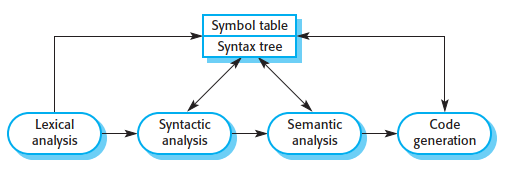 Symbol table
Syntax tree
Lexical
analysis
Syntactic
analysis
Semantic
analysis
Code
generation